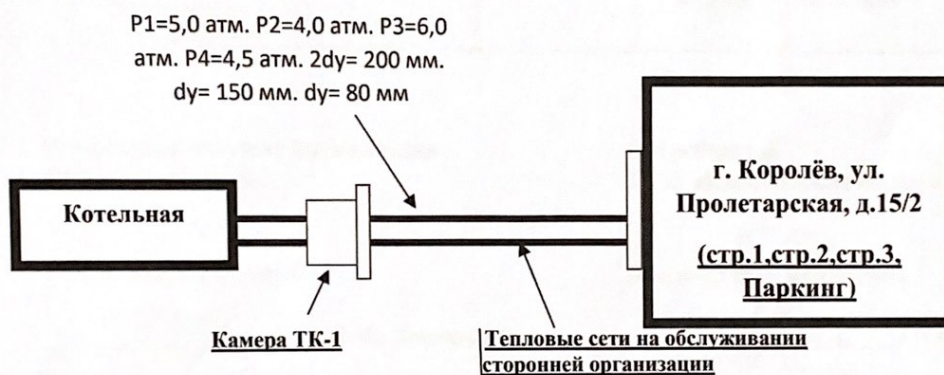 P1=5,0 атм. P2=4,0 атм. P3=6,0
атм. P4=4,5 атм. 2dy= 200 мм.
dy= 150 мм. dy= 80 мм
Котельная
г. Королёв, ул.
Пролетарская, д.15/2
(стр.1,стр.2,стр.3,
Паркинг)
Камера ТК-1
Тепловые сети на обслуживании
сторонней организации